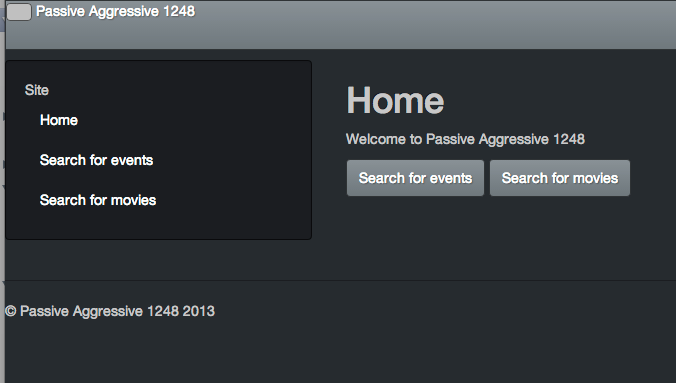 Passive Aggressive 1248
Site
Home
Search for events
Search for movies
Home
Welcome to Passive Aggressive 1248
Search for events Search for movies
© Passive Aggressive 1248 2013